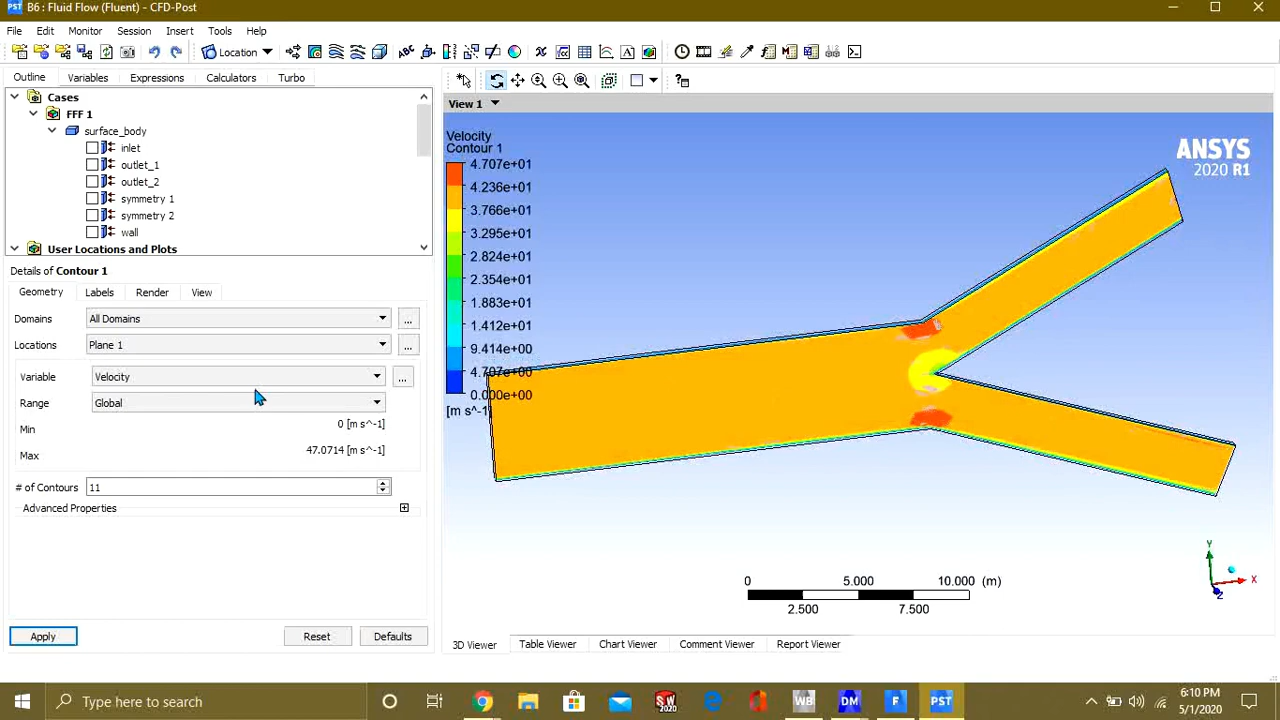 PST B6 : Fluid Flow (Fluent) - CFD-Post
File Edit Monitor Session Insert Tools Help
Location
Outline Variables Expressions Calculators Turbo
Cases
FFF 1
surface_body
inlet
outlet_1
outlet_2
symmetry 1
symmetry 2
wall
User Locations and Plots
Details of Contour 1
Geometry Labels Render View
Domains All Domains ...
Locations Plane 1 ...
Variable Velocity ...
Range Global
Min 0 [m s^-1]
Max 47.0714 [m s^-1]
# of Contours 11
Advanced Properties
Apply Reset Defaults
View 1
Velocity
Contour 1
4.707e+01
4.236e+01
3.766e+01
3.295e+01
2.824e+01
2.354e+01
1.883e+01
1.412e+01
9.414e+00
4.707e+00
0.000e+00
[m s^-1]
ANSYS
2020 R1
Y
X
Z
0 5.000 10.000 (m)
2.500 7.500
3D Viewer Table Viewer Chart Viewer Comment Viewer Report Viewer
Type here to search
SW 2020
WB DM F PST
6:10 PM
5/1/2020